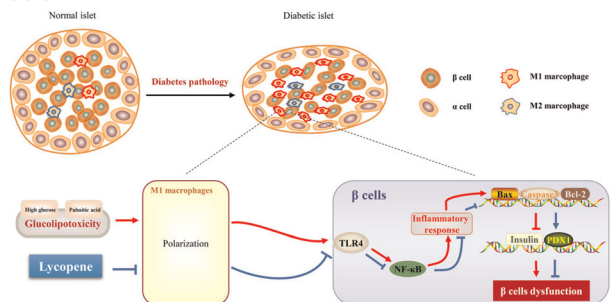 Normal islet
Diabetic islet
Diabetes pathology
β cell
M1 marcophage
α cell
M2 marcophage
High glucose
Palmitic acid
Glucolipotoxicity
Lycopene
M1 macrophages
Polarization
β cells
TLR4
NF-κB
Inflammatory
response
Bax
Caspase
Bcl-2
Insulin
PDX1
β cells dysfunction